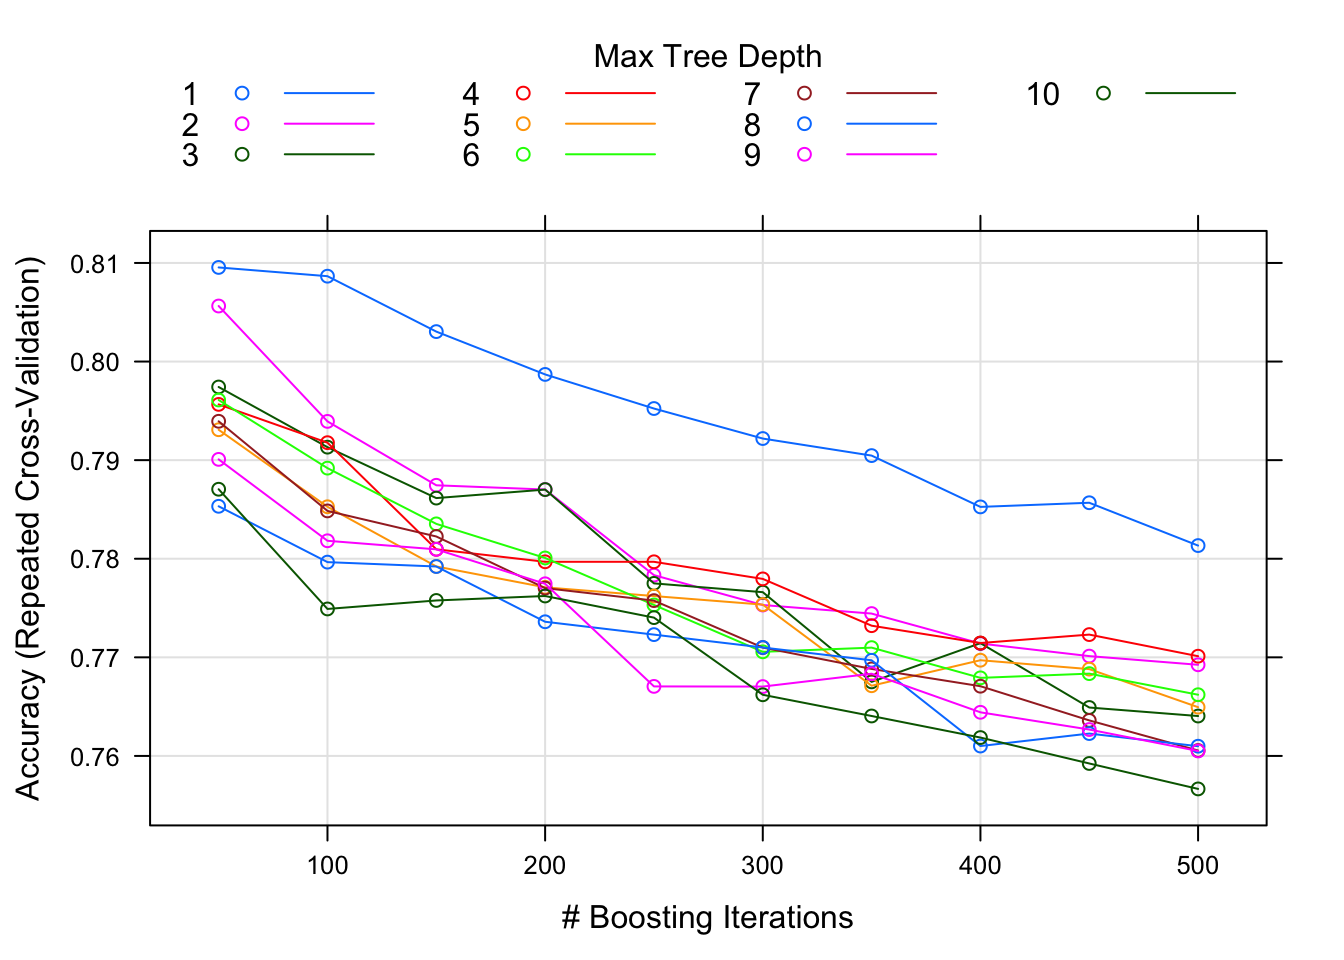 Max Tree Depth
1 4 7 10
2 5 8
3 6 9
Accuracy (Repeated Cross-Validation)
0.81
0.80
0.79
0.78
0.77
0.76
100 200 300 400 500
# Boosting Iterations